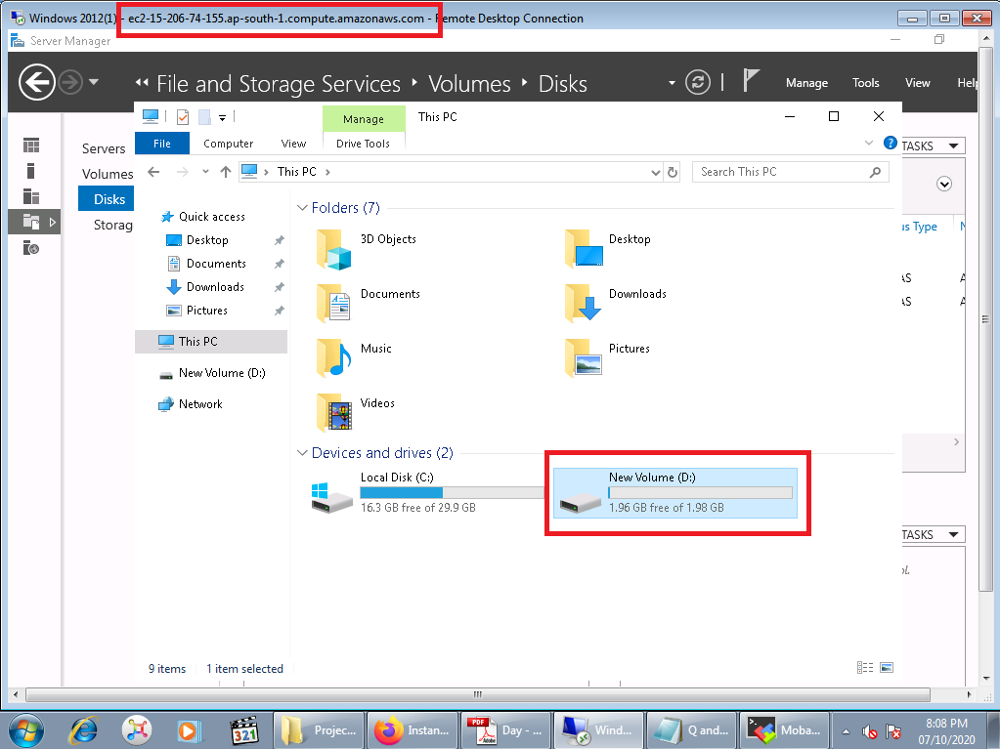 Windows 2012(1) - ec2-15-206-74-155.ap-south-1.compute.amazonaws.com - Remote Desktop Connection
Server Manager
File and Storage Services Volumes Disks
Manage Tools View Help
Manage This PC
File Computer View Drive Tools
TASKS
This PC
Search This PC
Servers
Volumes
Disks
Storag
Quick access
Desktop
Documents
Downloads
Pictures
This PC
New Volume (D:)
Network
Folders (7)
3D Objects Desktop
Documents Downloads
Music Pictures
Videos
Devices and drives (2)
Local Disk (C:)
16.3 GB free of 29.9 GB
New Volume (D:)
1.96 GB free of 1.98 GB
us Type N
AS A
AS A
TASKS
ol.
9 items 1 item selected
321
Projec...
Instan...
PDF
Adobe
Day - ...
Wind...
Q and...
Moba...
8:08 PM
07/10/2020